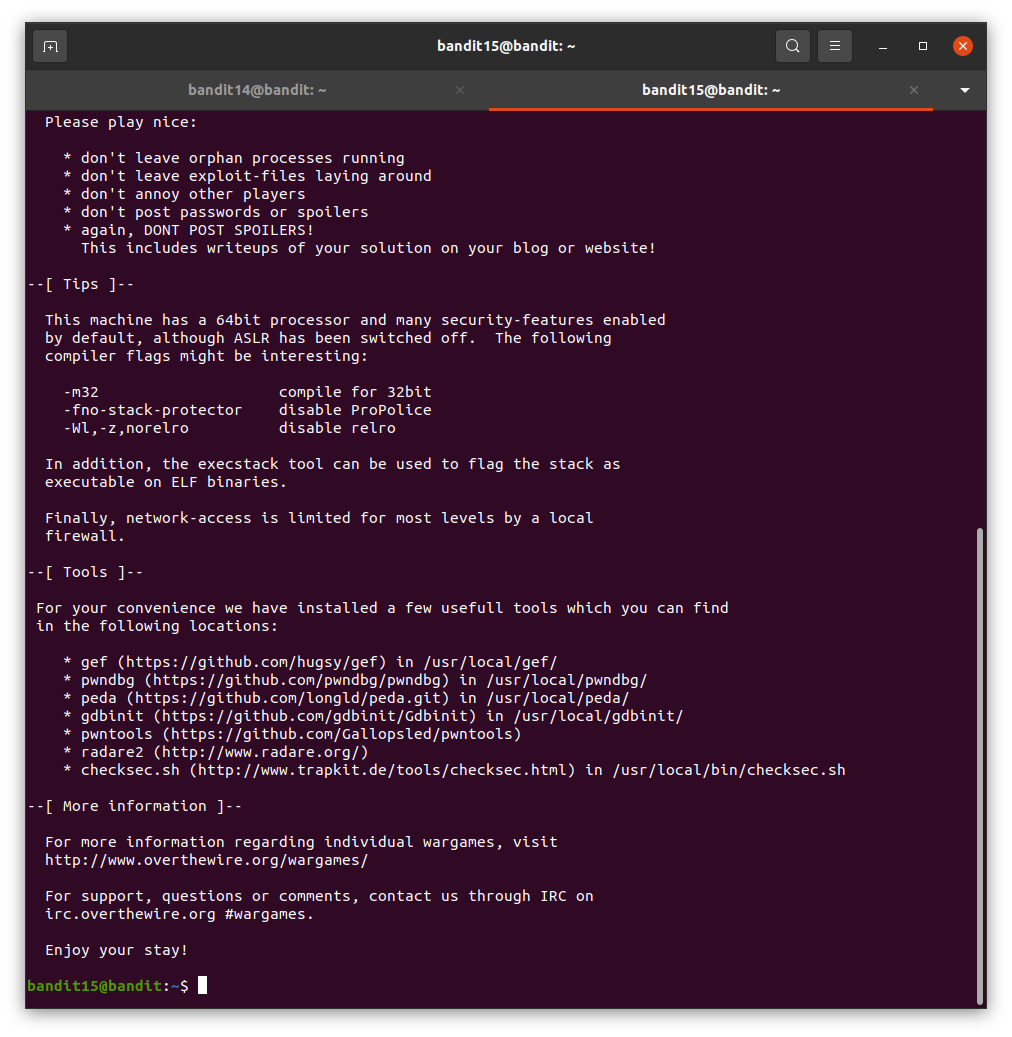 bandit15@bandit: ~
bandit14@bandit: ~
bandit15@bandit: ~
Please play nice:
* don't leave orphan processes running
* don't leave exploit-files laying around
* don't annoy other players
* don't post passwords or spoilers
* again, DONT POST SPOILERS!
This includes writeups of your solution on your blog or website!
--[ Tips ]--
This machine has a 64bit processor and many security-features enabled
by default, although ASLR has been switched off.  The following
compiler flags might be interesting:
-m32                    compile for 32bit
-fno-stack-protector    disable ProPolice
-Wl,-z,norelro          disable relro
In addition, the execstack tool can be used to flag the stack as
executable on ELF binaries.
Finally, network-access is limited for most levels by a local
firewall.
--[ Tools ]--
For your convenience we have installed a few usefull tools which you can find
in the following locations:
* gef (https://github.com/hugsy/gef) in /usr/local/gef/
* pwndbg (https://github.com/pwndbg/pwndbg) in /usr/local/pwndbg/
* peda (https://github.com/longld/peda.git) in /usr/local/peda/
* gdbinit (https://github.com/gdbinit/Gdbinit) in /usr/local/gdbinit/
* pwntools (https://github.com/Gallopsled/pwntools)
* radare2 (http://www.radare.org/)
* checksec.sh (http://www.trapkit.de/tools/checksec.html) in /usr/local/bin/checksec.sh
--[ More information ]--
For more information regarding individual wargames, visit
http://www.overthewire.org/wargames/
For support, questions or comments, contact us through IRC on
irc.overthewire.org #wargames.
Enjoy your stay!
bandit15@bandit:~$